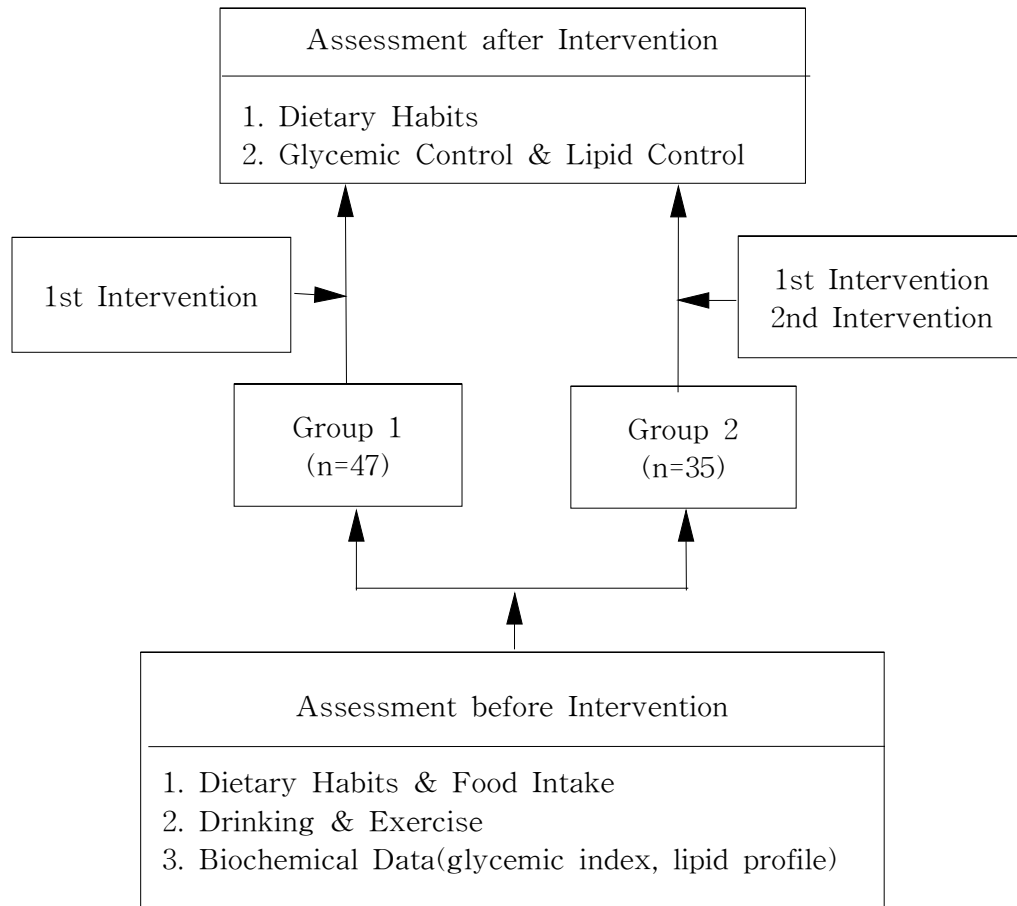 Assessment after Intervention
1. Dietary Habits
2. Glycemic Control & Lipid Control
1st Intervention
1st Intervention
2nd Intervention
Group 1
(n=47)
Group 2
(n=35)
Assessment before Intervention
1. Dietary Habits & Food Intake
2. Drinking & Exercise
3. Biochemical Data(glycemic index, lipid profile)